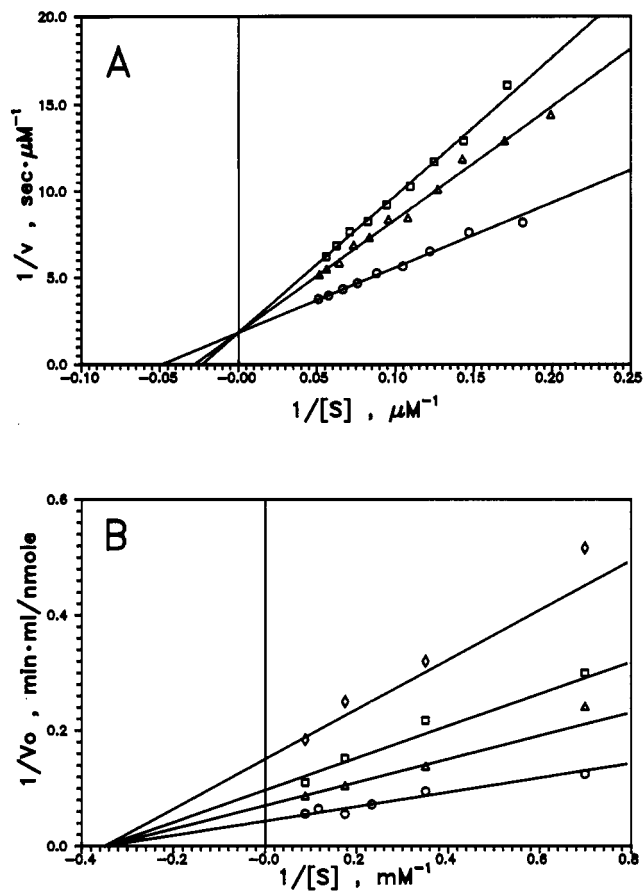 A
20.0
15.0
10.0
5.0
0.0
1/v , sec·μM⁻¹
−0.10 −0.05 −0.00 0.05 0.10 0.15 0.20 0.25
1/[S] , μM⁻¹
B
0.6
0.4
0.2
0.0
1/Vo , min·ml/nmole
−0.4 −0.2 −0.0 0.2 0.4 0.6 0.8
1/[S] , mM⁻¹